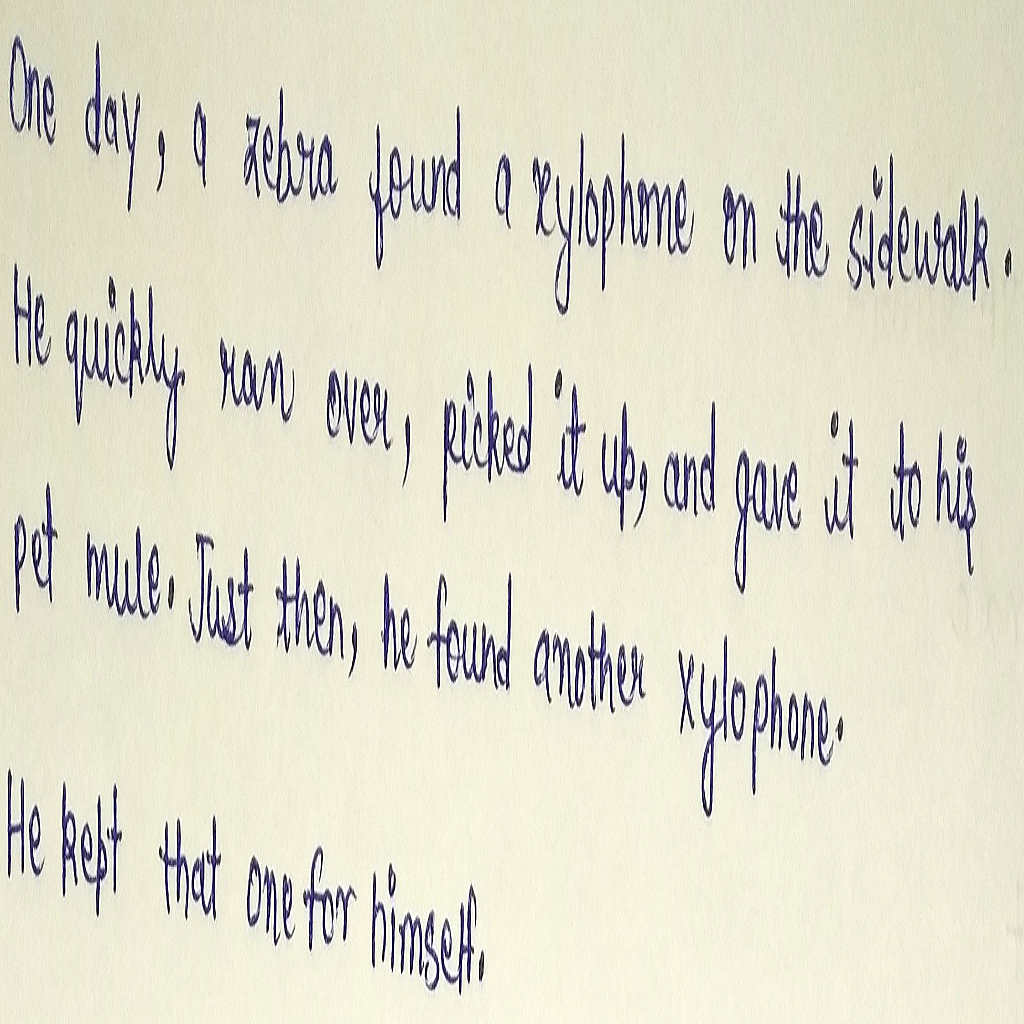 One day, a zebra found a xylophone on the sidewalk.
He quickly ran over, picked it up, and gave it to his
pet mule. Just then, he found another xylophone.
He kept that one for himself.